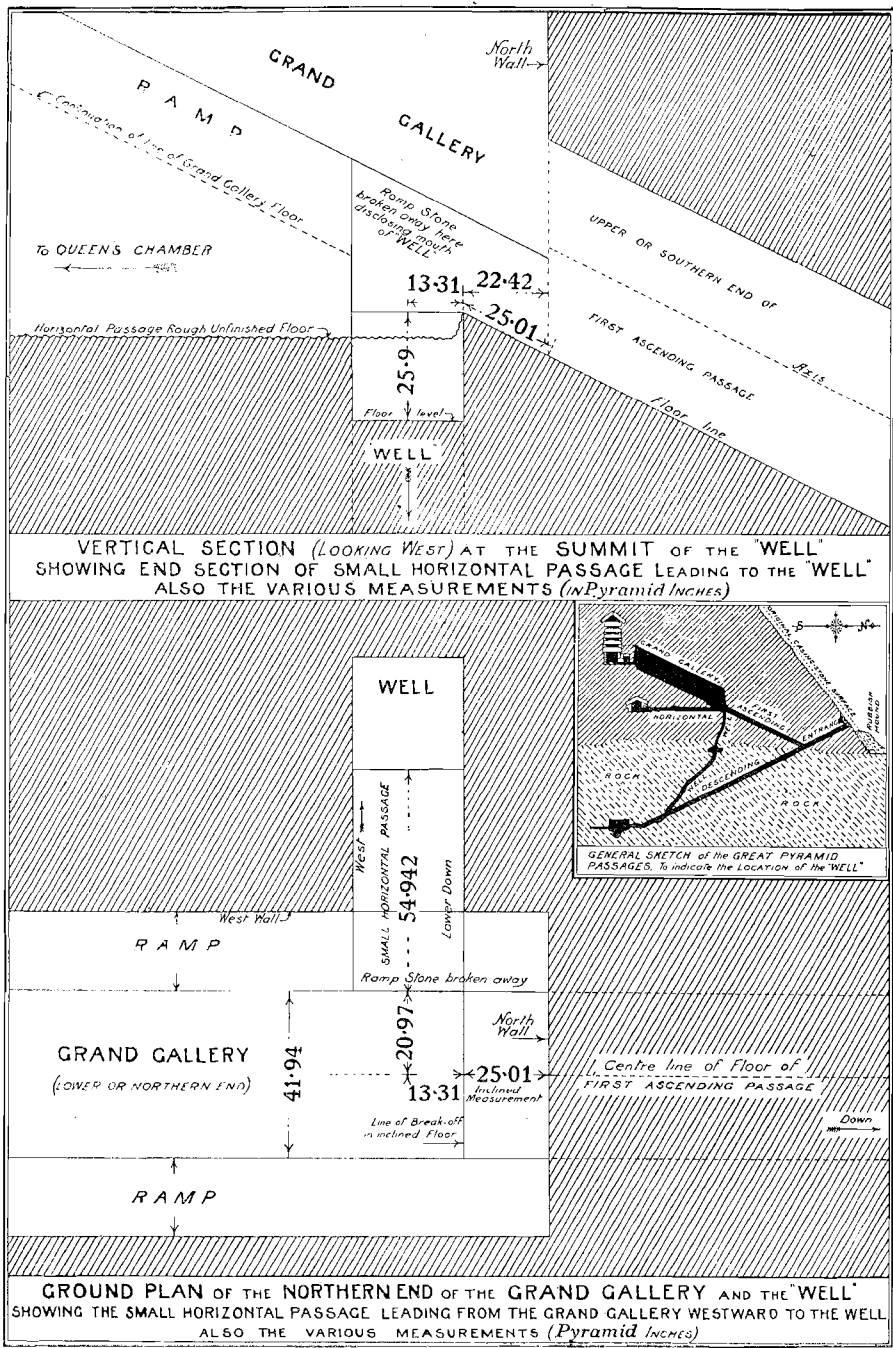 GRAND
GALLERY
RAMP
North
Wall
Continuation of line of Grand Gallery Floor
Ramp Stone
broken away here
disclosing mouth
of "WELL"
To QUEEN'S CHAMBER
UPPER OR SOUTHERN END OF
FIRST ASCENDING PASSAGE
Axis
Floor line
13·31
22·42
25·01
Horizontal Passage Rough Unfinished Floor
25·9
Floor level
"WELL"
VERTICAL SECTION (LOOKING WEST) AT THE SUMMIT OF THE "WELL"
SHOWING END SECTION OF SMALL HORIZONTAL PASSAGE LEADING TO THE "WELL"
ALSO THE VARIOUS MEASUREMENTS (IN Pyramid INCHES)
WELL
West
SMALL HORIZONTAL PASSAGE
54·942
Lower Down
West Wall
RAMP
Ramp Stone broken away
GRAND GALLERY
(LOWER OR NORTHERN END)
41·94
20·97
North
Wall
13·31
25·01
Inclined
Measurement
Line of Break-off
in inclined Floor
Centre line of Floor of
FIRST ASCENDING PASSAGE
Down
RAMP
S
N
ORIGINAL CASING STONE SURFACE
RUBBISH
MOUND
GRAND GALLERY
HORIZONTAL
FIRST
ASCENDING
ENTRANCE
WELL
DESCENDING
ROCK
ROCK
GENERAL SKETCH of the GREAT PYRAMID
PASSAGES, To indicate the LOCATION of the "WELL"
GROUND PLAN OF THE NORTHERN END OF THE GRAND GALLERY AND THE "WELL"
SHOWING THE SMALL HORIZONTAL PASSAGE LEADING FROM THE GRAND GALLERY WESTWARD TO THE WELL
ALSO THE VARIOUS MEASUREMENTS (Pyramid INCHES)